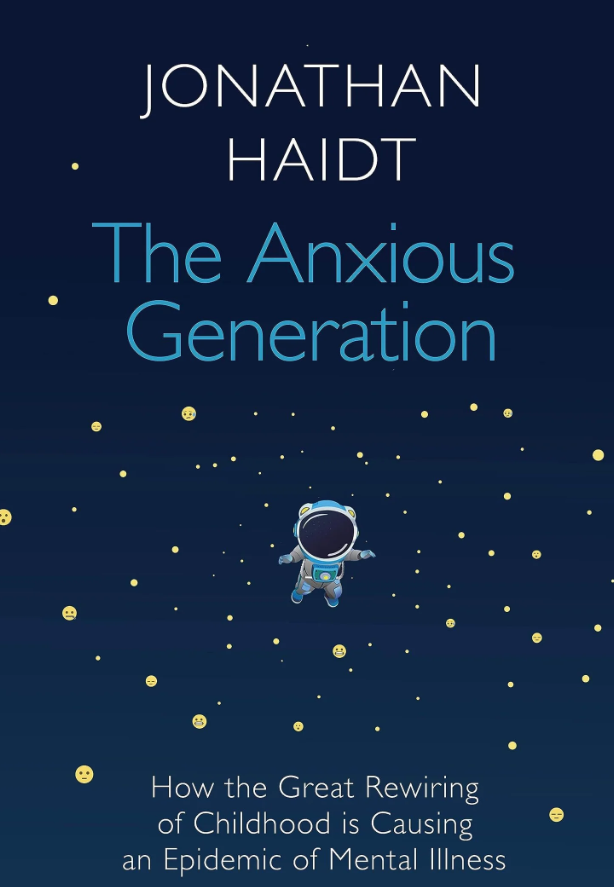 JONATHAN
HAIDT
The Anxious
Generation
How the Great Rewiring
of Childhood is Causing
an Epidemic of Mental Illness